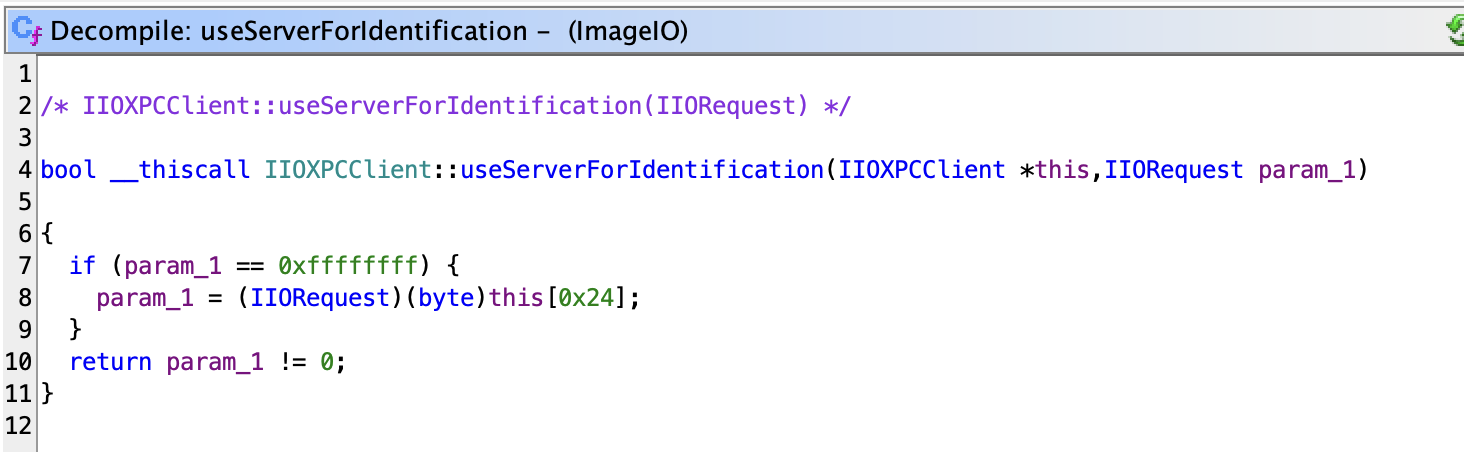 Decompile: useServerForIdentification – (ImageIO)
1
2 /* IIOXPCClient::useServerForIdentification(IIORequest) */
3
4 bool __thiscall IIOXPCClient::useServerForIdentification(IIOXPCClient *this,IIORequest param_1)
5
6 {
7   if (param_1 == 0xffffffff) {
8     param_1 = (IIORequest)(byte)this[0x24];
9   }
10   return param_1 != 0;
11 }
12